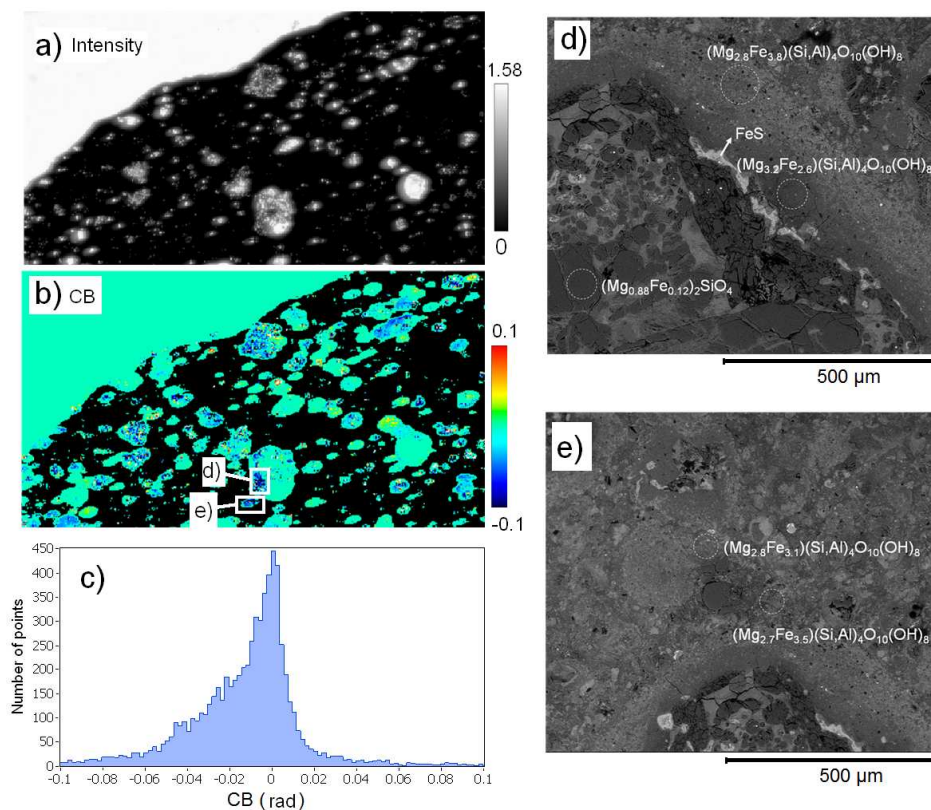 a) Intensity
1.58
0
b) CB
0.1
-0.1
d)
e)
c)
Number of points
450
400
350
300
250
200
150
100
50
0
-0.1 -0.08 -0.06 -0.04 -0.02 0 0.02 0.04 0.06 0.08 0.1
CB (rad)
d)
(Mg2.8Fe3.8)(Si,Al)4O10(OH)8
FeS
(Mg3.2Fe2.6)(Si,Al)4O10(OH)8
(Mg0.88Fe0.12)2SiO4
500 µm
e)
(Mg2.8Fe3.1)(Si,Al)4O10(OH)8
(Mg2.7Fe3.5)(Si,Al)4O10(OH)8
500 µm